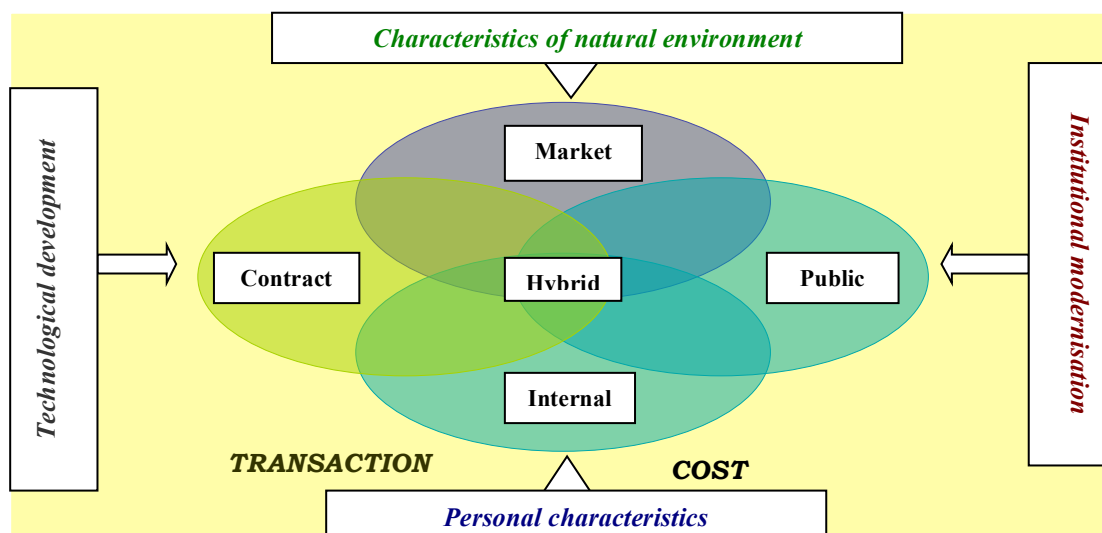 Characteristics of natural environment
Technological development
Institutional modernisation
Market
Contract
Hybrid
Public
Internal
TRANSACTION
COST
Personal characteristics